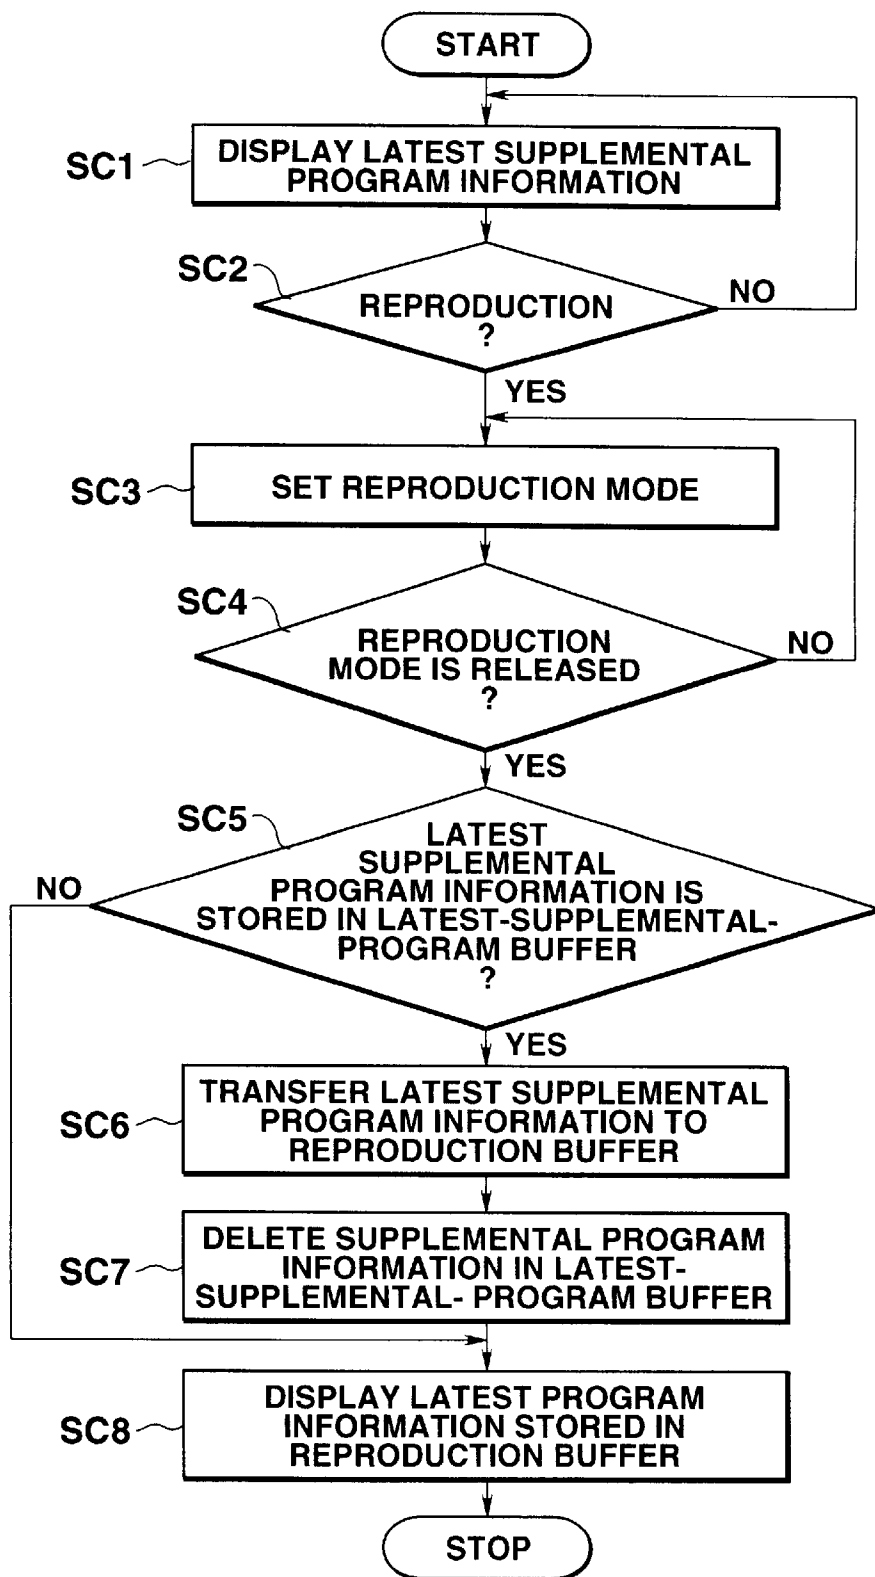 START
SC1
DISPLAY LATEST SUPPLEMENTAL
PROGRAM INFORMATION
SC2
REPRODUCTION
?
NO
YES
SC3
SET REPRODUCTION MODE
SC4
REPRODUCTION
MODE IS RELEASED
?
NO
YES
SC5
LATEST
SUPPLEMENTAL
PROGRAM INFORMATION IS
STORED IN LATEST-SUPPLEMENTAL-
PROGRAM BUFFER
?
NO
YES
SC6
TRANSFER LATEST SUPPLEMENTAL
PROGRAM INFORMATION TO
REPRODUCTION BUFFER
SC7
DELETE SUPPLEMENTAL PROGRAM
INFORMATION IN LATEST-
SUPPLEMENTAL- PROGRAM BUFFER
SC8
DISPLAY LATEST PROGRAM
INFORMATION STORED IN
REPRODUCTION BUFFER
STOP